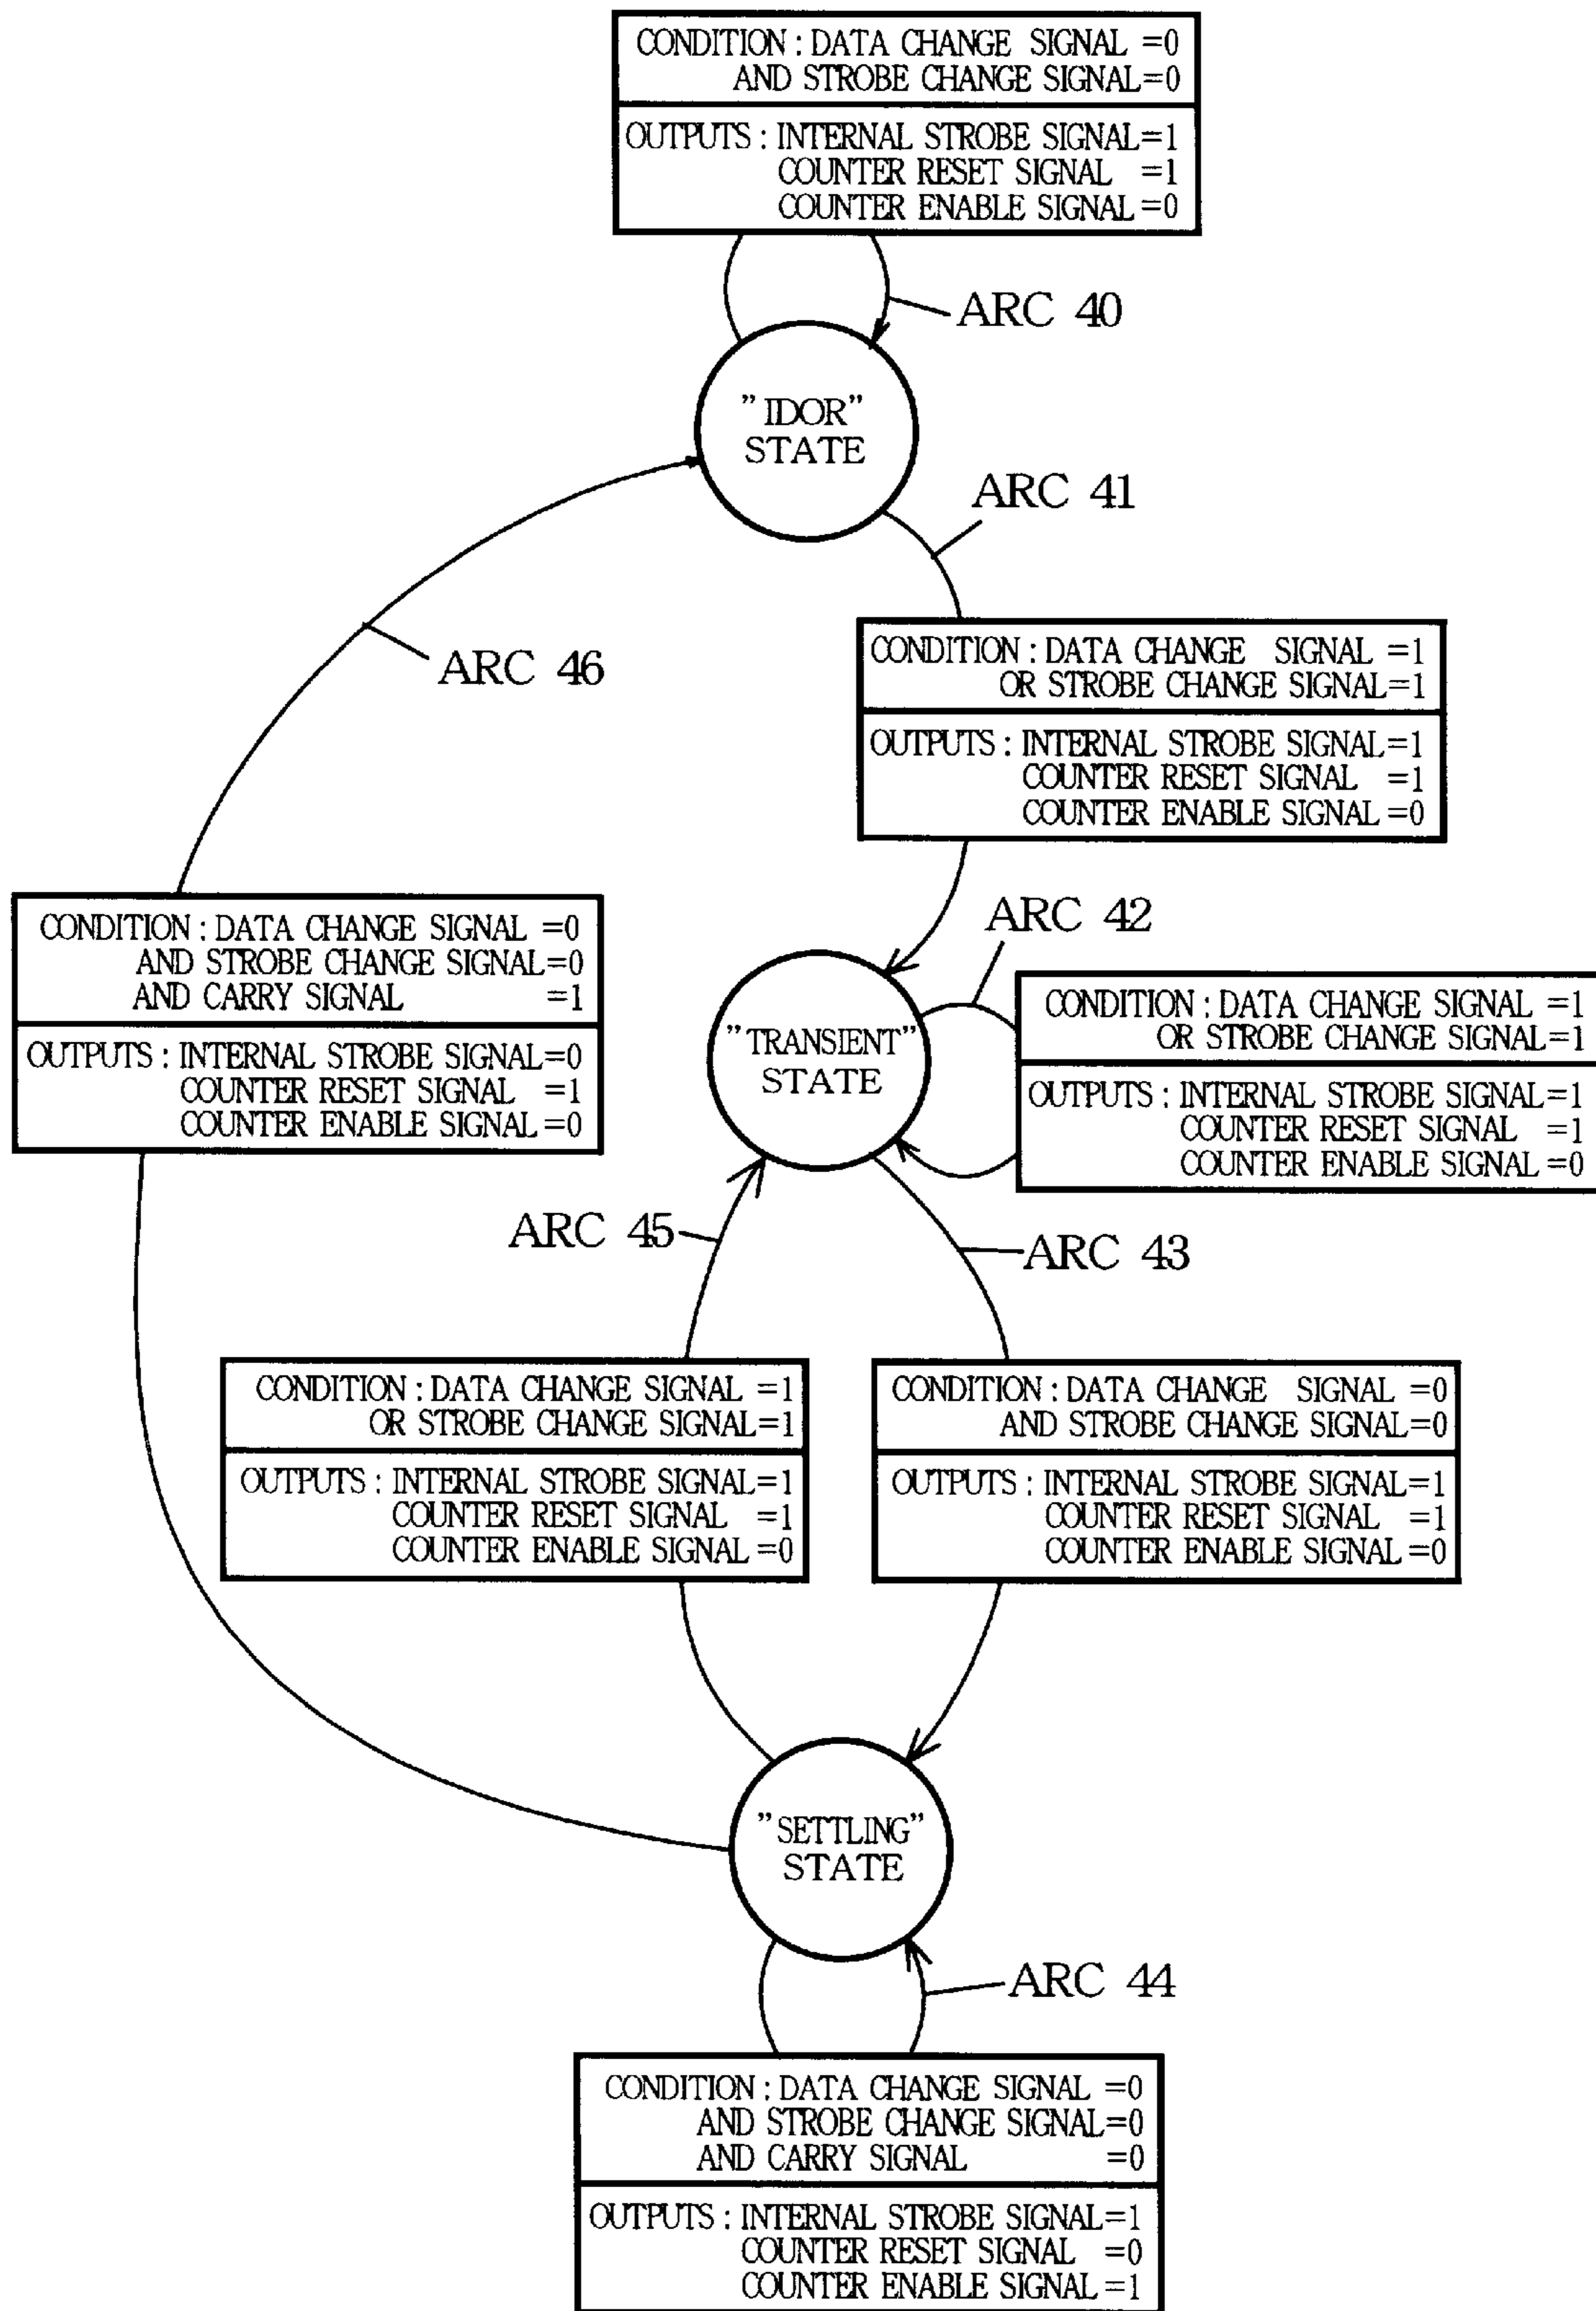 CONDITION : DATA CHANGE SIGNAL =0
AND STROBE CHANGE SIGNAL=0
OUTPUTS : INTERNAL STROBE SIGNAL=1
COUNTER RESET SIGNAL =1
COUNTER ENABLE SIGNAL=0
ARC 40
"IDOR"
STATE
ARC 41
ARC 46
CONDITION : DATA CHANGE SIGNAL =1
OR STROBE CHANGE SIGNAL=1
OUTPUTS : INTERNAL STROBE SIGNAL=1
COUNTER RESET SIGNAL =1
COUNTER ENABLE SIGNAL=0
CONDITION : DATA CHANGE SIGNAL =0
AND STROBE CHANGE SIGNAL=0
AND CARRY SIGNAL =1
OUTPUTS : INTERNAL STROBE SIGNAL=0
COUNTER RESET SIGNAL =1
COUNTER ENABLE SIGNAL=0
ARC 42
"TRANSIENT"
STATE
CONDITION : DATA CHANGE SIGNAL =1
OR STROBE CHANGE SIGNAL=1
OUTPUTS : INTERNAL STROBE SIGNAL=1
COUNTER RESET SIGNAL =1
COUNTER ENABLE SIGNAL=0
ARC 45
ARC 43
CONDITION : DATA CHANGE SIGNAL =1
OR STROBE CHANGE SIGNAL=1
OUTPUTS : INTERNAL STROBE SIGNAL=1
COUNTER RESET SIGNAL =1
COUNTER ENABLE SIGNAL=0
CONDITION : DATA CHANGE SIGNAL =0
AND STROBE CHANGE SIGNAL=0
OUTPUTS : INTERNAL STROBE SIGNAL=1
COUNTER RESET SIGNAL =1
COUNTER ENABLE SIGNAL=0
"SETTLING"
STATE
ARC 44
CONDITION : DATA CHANGE SIGNAL =0
AND STROBE CHANGE SIGNAL=0
AND CARRY SIGNAL =0
OUTPUTS : INTERNAL STROBE SIGNAL=1
COUNTER RESET SIGNAL =0
COUNTER ENABLE SIGNAL=1